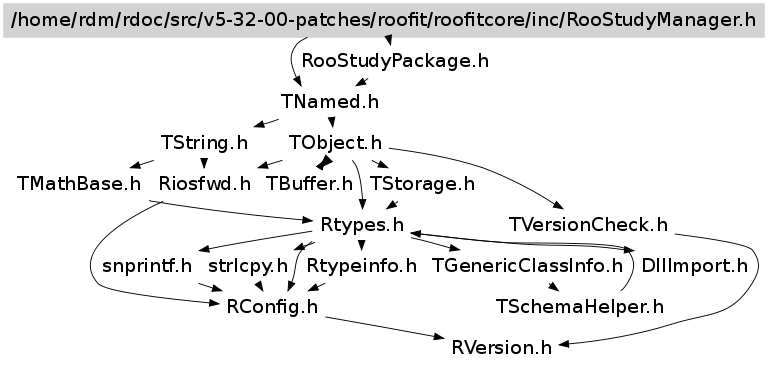 /home/rdm/rdoc/src/v5-32-00-patches/roofit/roofitcore/inc/RooStudyManager.h
RooStudyPackage.h
TNamed.h
TString.h TObject.h
TMathBase.h Riosfwd.h TBuffer.h TStorage.h
Rtypes.h TVersionCheck.h
snprintf.h strlcpy.h Rtypeinfo.h TGenericClassInfo.h DllImport.h
RConfig.h TSchemaHelper.h
RVersion.h